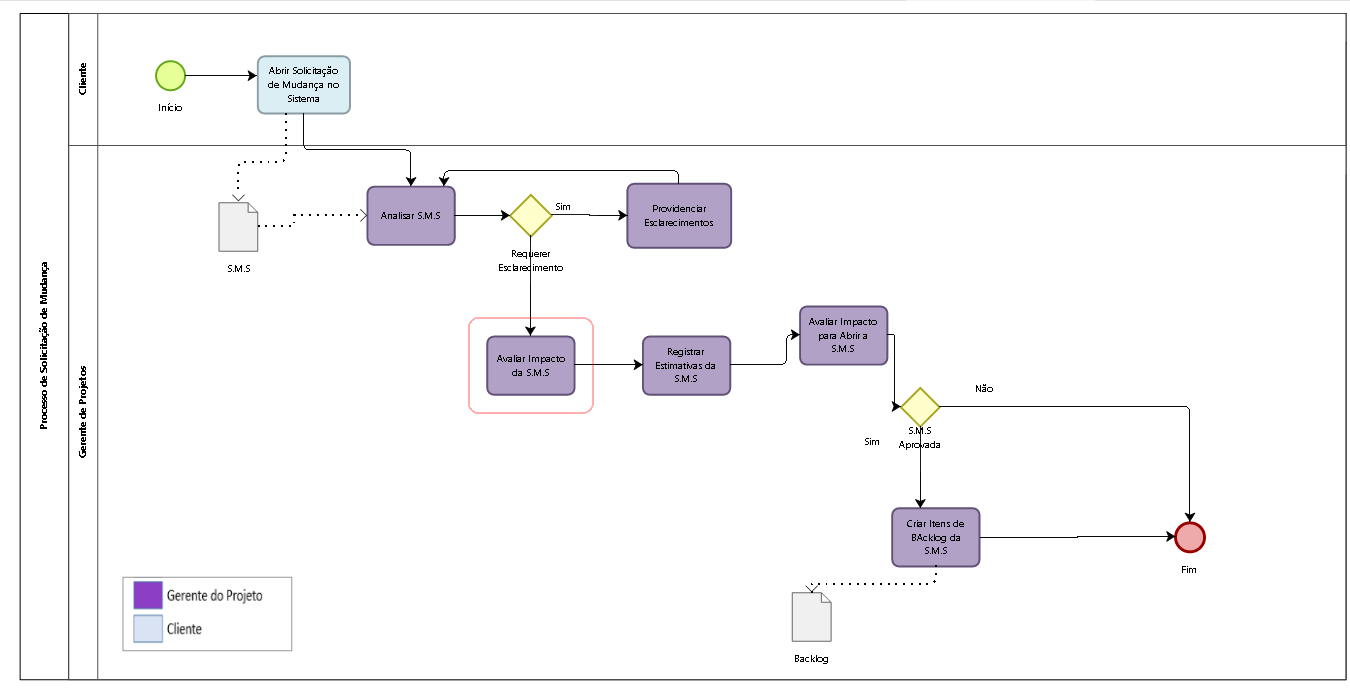 Processo de Solicitação de Mudança
Cliente
Início
Abrir Solicitação
de Mudança no
Sistema
Gerente de Projetos
S.M.S
Analisar S.M.S
Requerer
Esclarecimento
Sim
Providenciar
Esclarecimentos
Avaliar Impacto
da S.M.S
Registrar
Estimativas da
S.M.S
Avaliar Impacto
para Abrir a
S.M.S
S.M.S
Aprovada
Não
Sim
Criar Itens de
BAcklog da
S.M.S
Fim
Backlog
Gerente do Projeto
Cliente